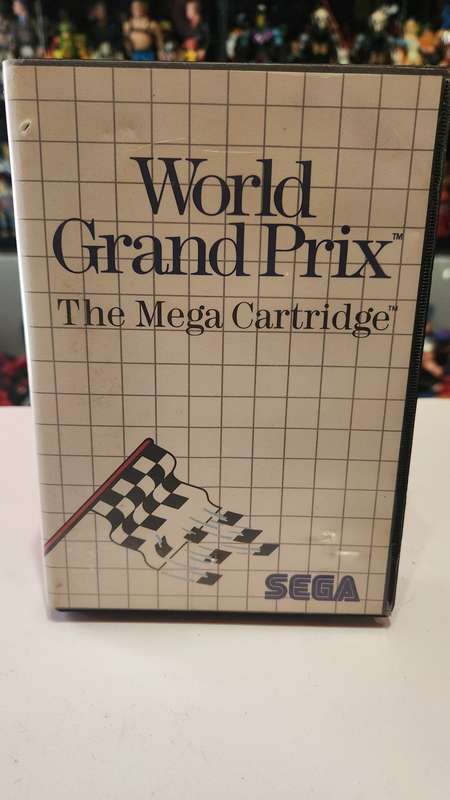 World
Grand Prix™
The Mega Cartridge™
SEGA